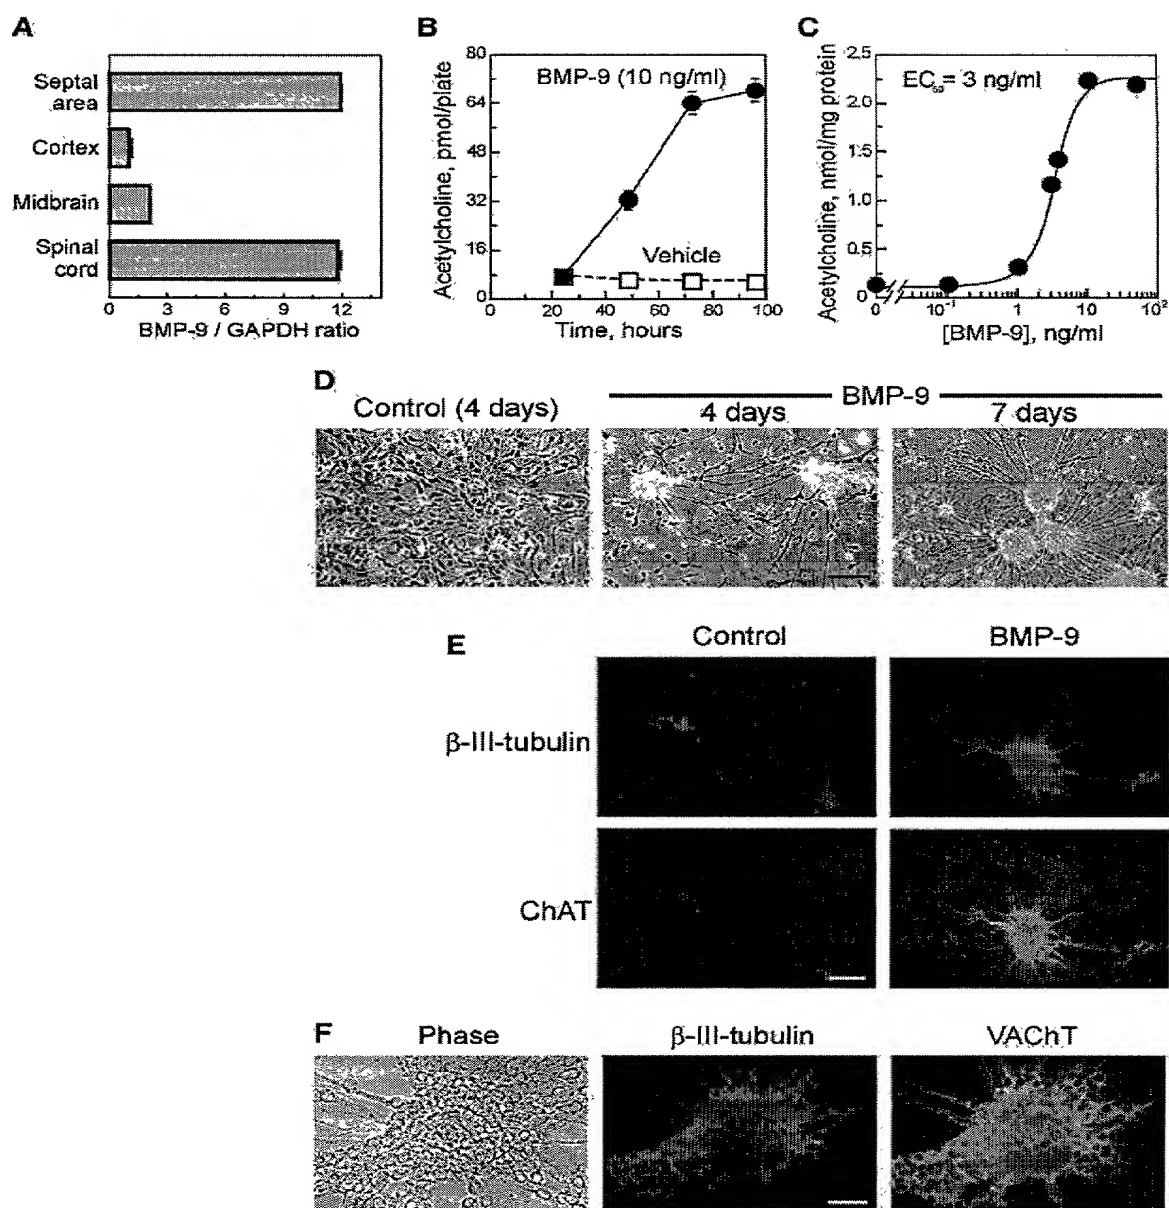 A
Septal
area
Cortex
Midbrain
Spinal
cord
0 3 6 9 12
BMP-9 / GAPDH ratio
B
Acetylcholine, pmol/plate
80
64
48
32
16
0
BMP-9 (10 ng/ml)
Vehicle
0 20 40 60 80 100
Time, hours
C
Acetylcholine, nmol/mg protein
2.5
2.0
1.5
1.0
0.5
0
EC50 = 3 ng/ml
0 10⁻¹ 1 10 10²
[BMP-9], ng/ml
D
BMP-9
Control (4 days) 4 days 7 days
E
Control BMP-9
β-III-tubulin
ChAT
F
Phase β-III-tubulin VAChT